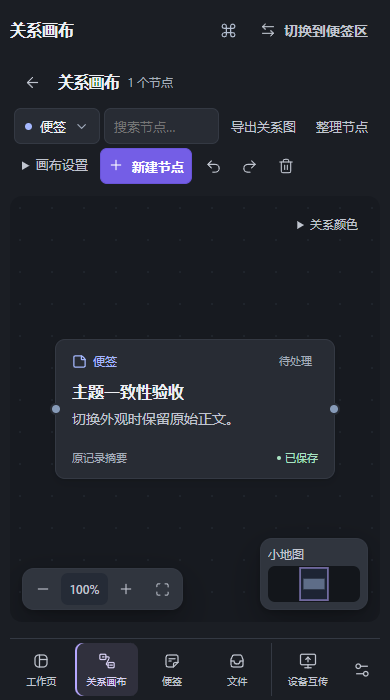 关系画布
切换到便签区
关系画布 1 个节点
便签
搜索节点...
导出关系图
整理节点
画布设置
新建节点
关系颜色
便签
待处理
主题一致性验收
切换外观时保留原始正文。
原记录摘要
已保存
小地图
100%
工作页
关系画布
便签
文件
设备互传